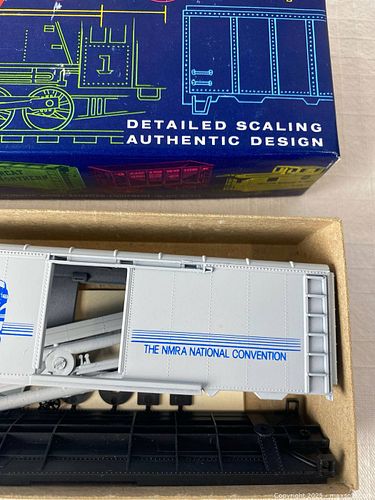 1
DETAILED SCALING
AUTHENTIC DESIGN
THE NMRA NATIONAL CONVENTION